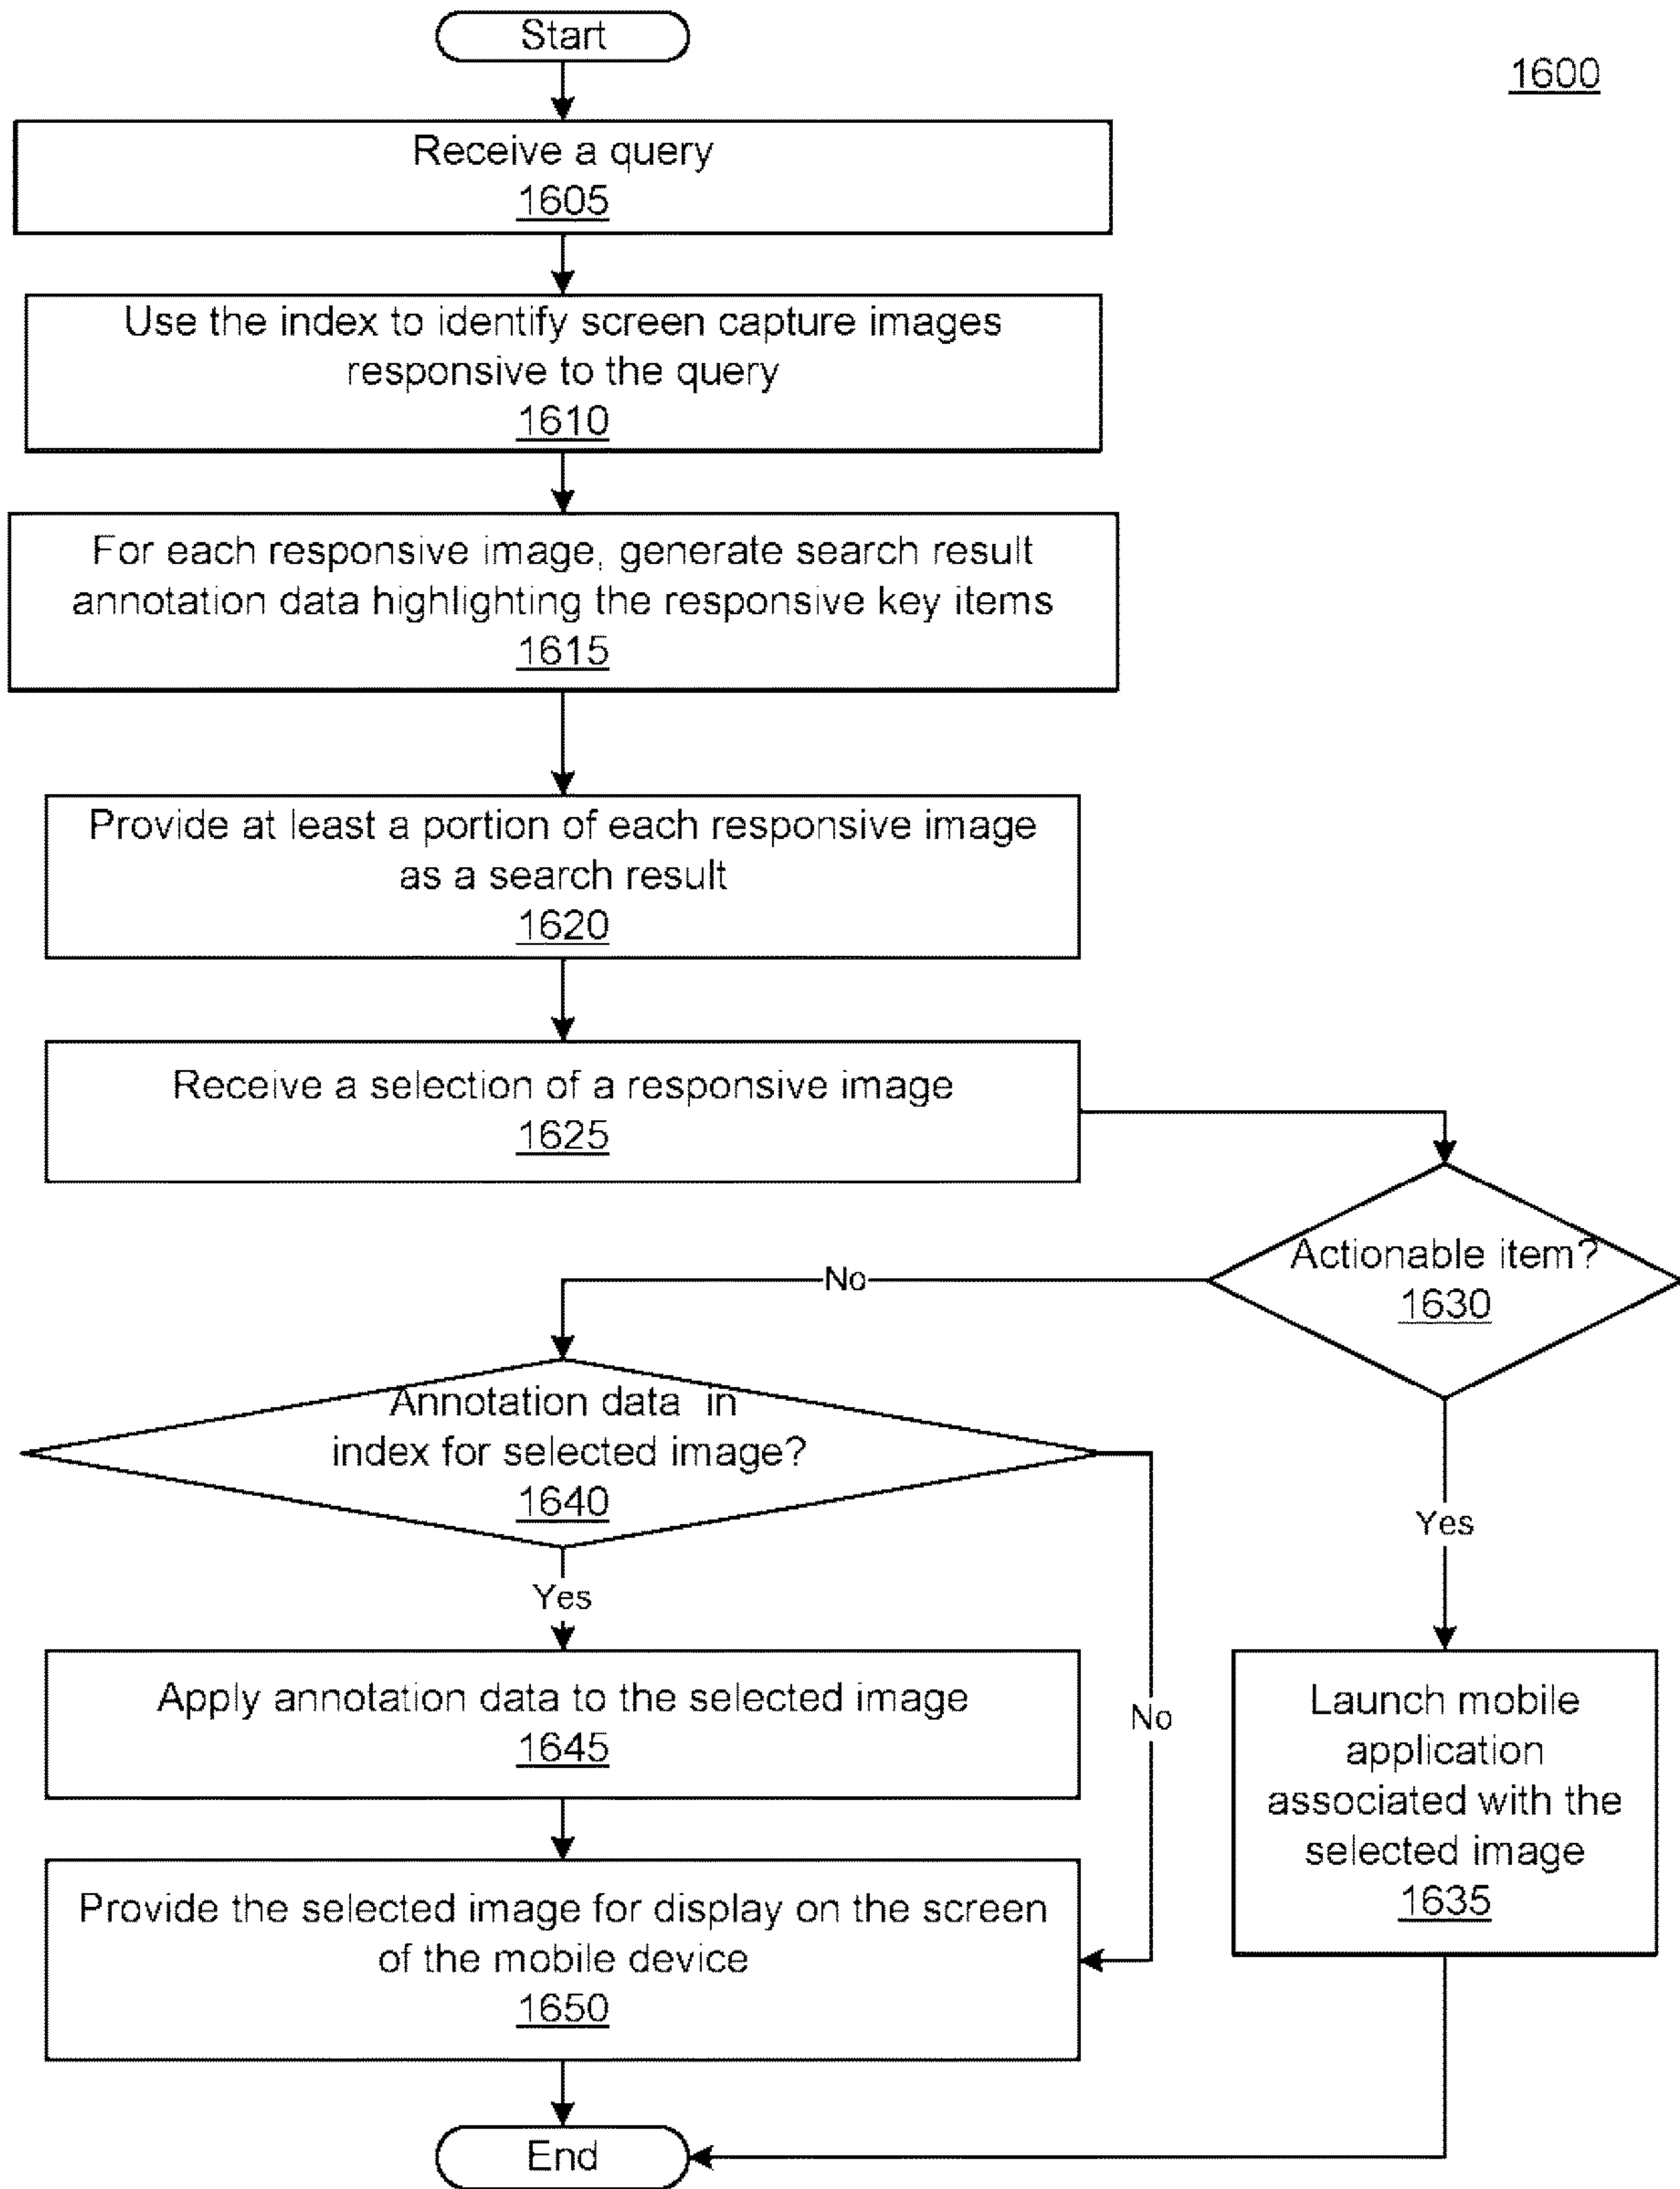 Start
1600
Receive a query
1605
Use the index to identify screen capture images
responsive to the query
1610
For each responsive image, generate search result
annotation data highlighting the responsive key items
1615
Provide at least a portion of each responsive image
as a search result
1620
Receive a selection of a responsive image
1625
Actionable item?
1630
No
Annotation data in
index for selected image?
1640
Yes
Yes
Apply annotation data to the selected image
1645
No
Launch mobile
application
associated with the
selected image
1635
Provide the selected image for display on the screen
of the mobile device
1650
End